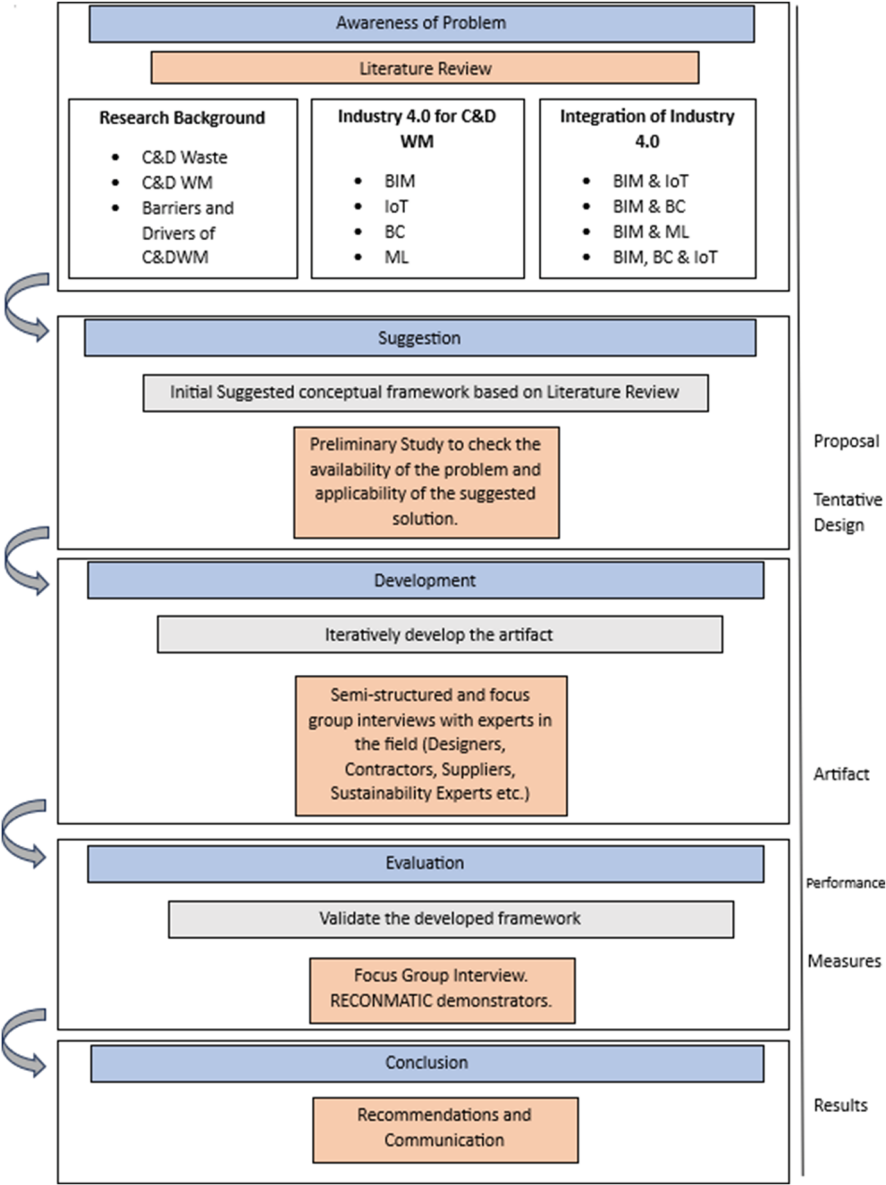 Awareness of Problem
Literature Review
Research Background
• C&D Waste
• C&D WM
• Barriers and
Drivers of
C&DWM
Industry 4.0 for C&D
WM
• BIM
• IoT
• BC
• ML
Integration of Industry
4.0
• BIM & IoT
• BIM & BC
• BIM & ML
• BIM, BC & IoT
Suggestion
Initial Suggested conceptual framework based on Literature Review
Preliminary Study to check the
availability of the problem and
applicability of the suggested
solution.
Proposal
Tentative
Design
Development
Iteratively develop the artifact
Semi-structured and focus
group interviews with experts in
the field (Designers,
Contractors, Suppliers,
Sustainability Experts etc.)
Artifact
Evaluation
Validate the developed framework
Focus Group Interview.
RECONMATIC demonstrators.
Performance
Measures
Conclusion
Recommendations and
Communication
Results